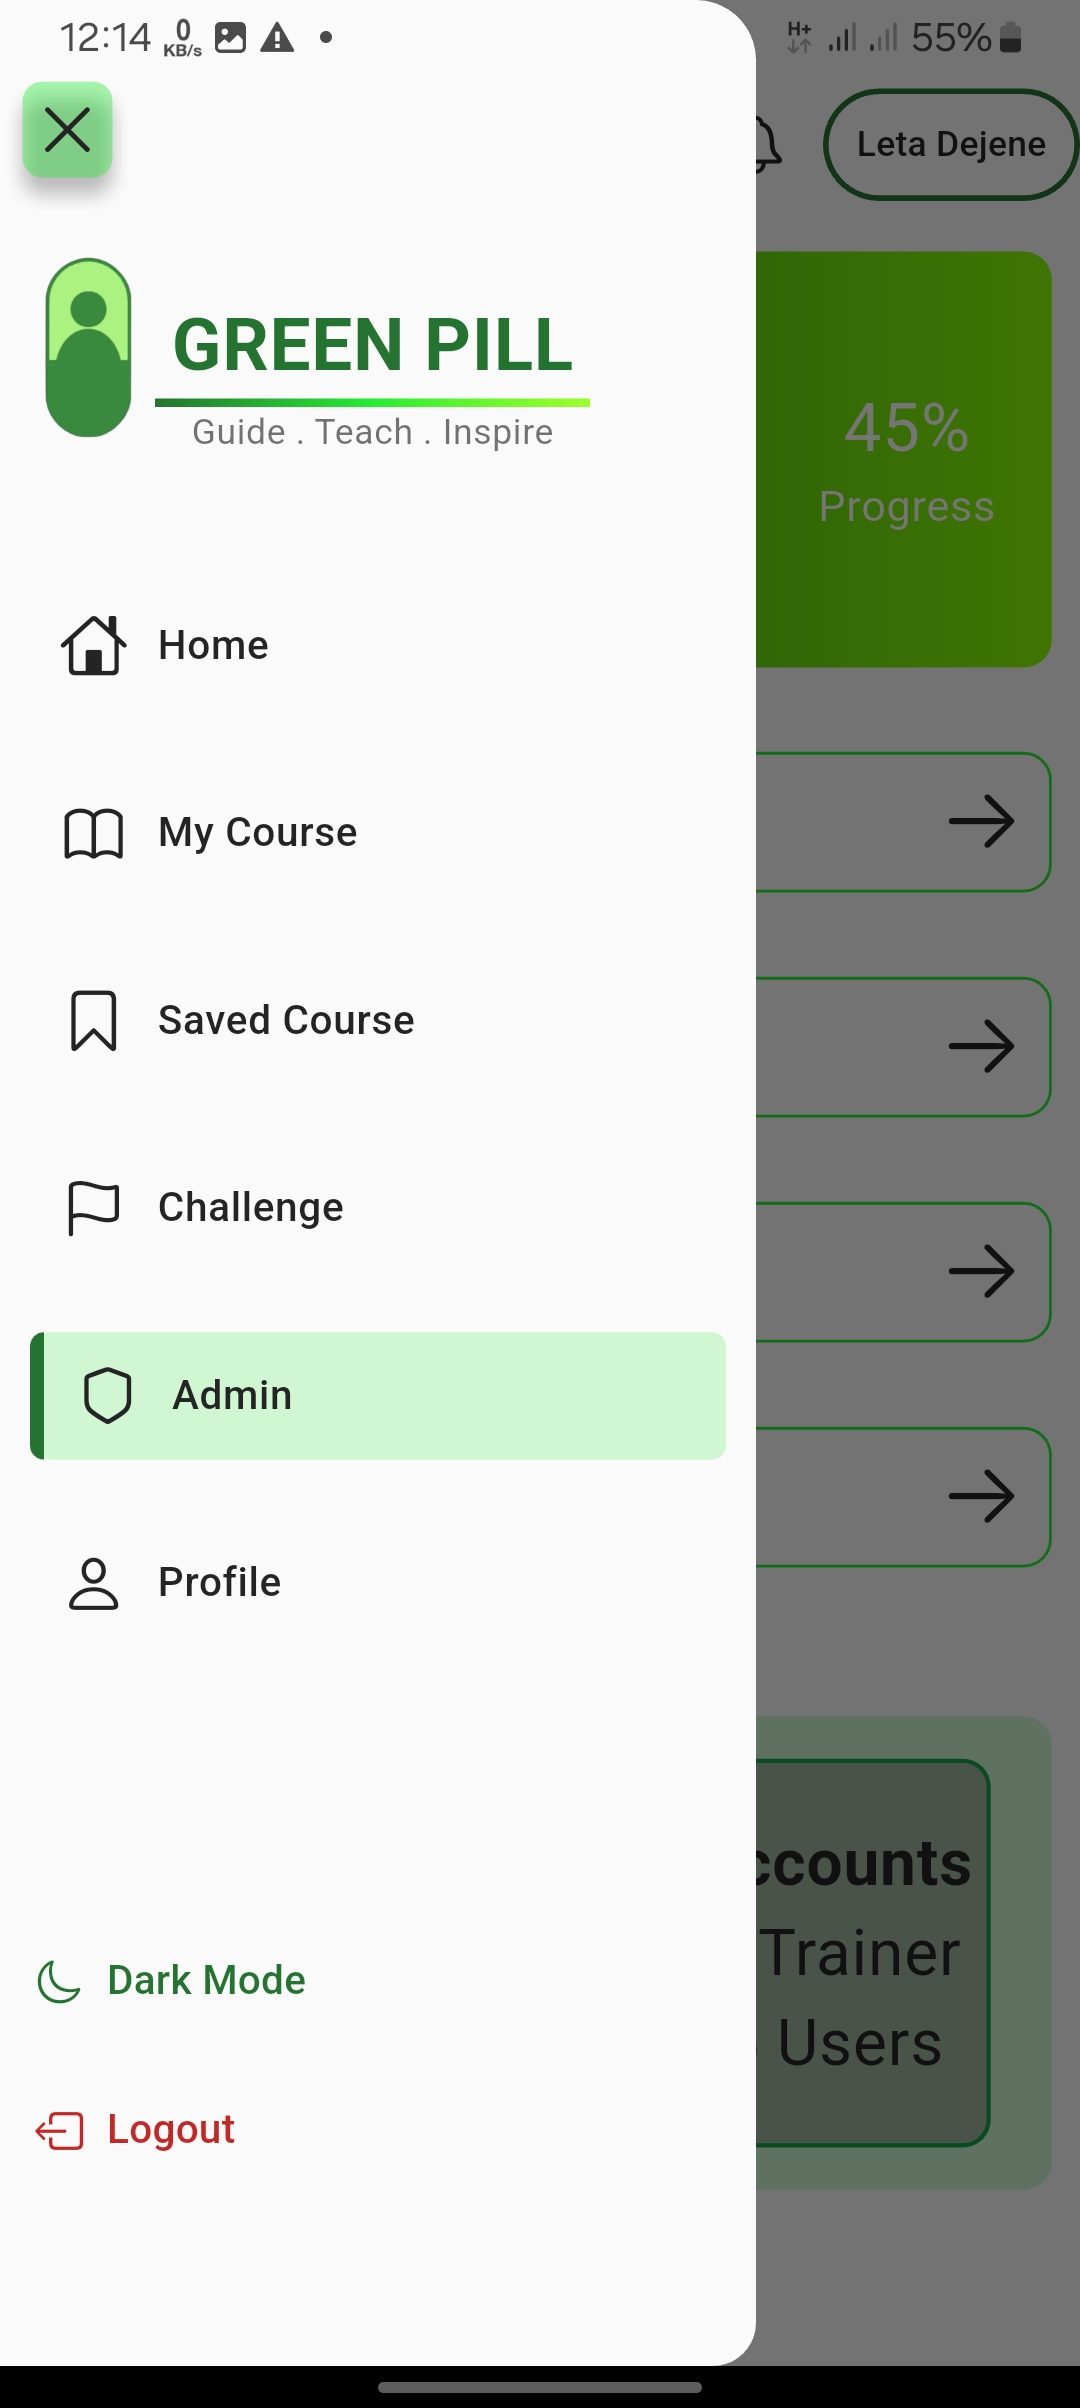 12:14
0
KB/s
H+
55%
Leta Dejene
GREEN PILL
Guide . Teach . Inspire
45%
Progress
Home
My Course
Saved Course
Challenge
Admin
Profile
ccounts
Trainer
Users
Dark Mode
Logout